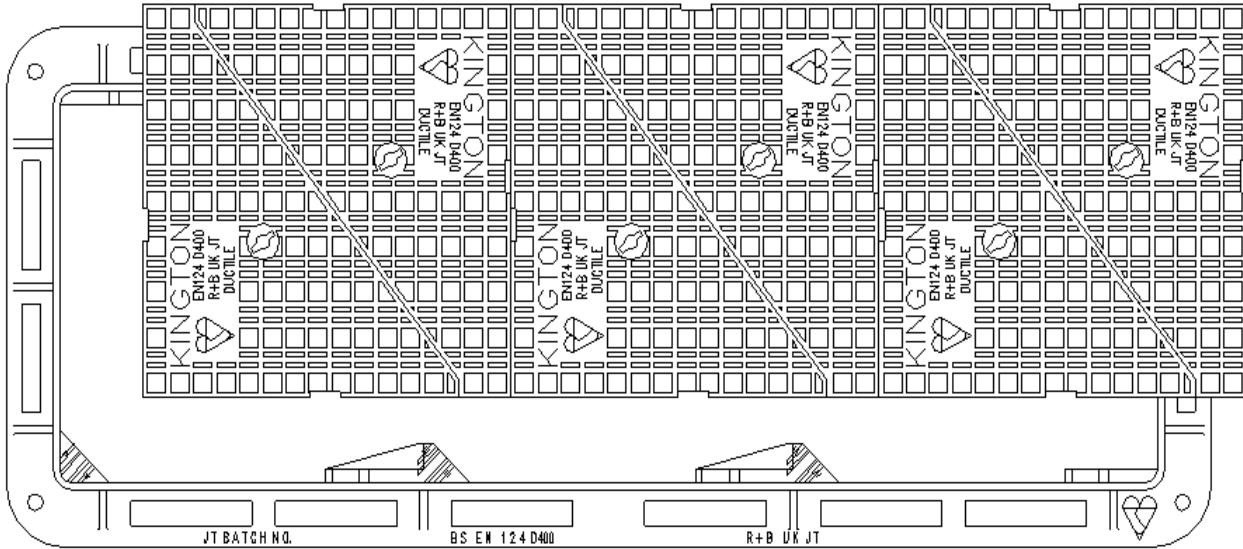 KINGTON
EN124 D400
R+B UK JT
DUCTILE
KINGTON
EN124 D400
R+B UK JT
DUCTILE
KINGTON
EN124 D400
R+B UK JT
DUCTILE
KINGTON
EN124 D400
R+B UK JT
DUCTILE
KINGTON
EN124 D400
R+B UK JT
DUCTILE
KINGTON
EN124 D400
R+B UK JT
DUCTILE
JT BATCH NO.
BS EN 124 D400
R+B UK JT